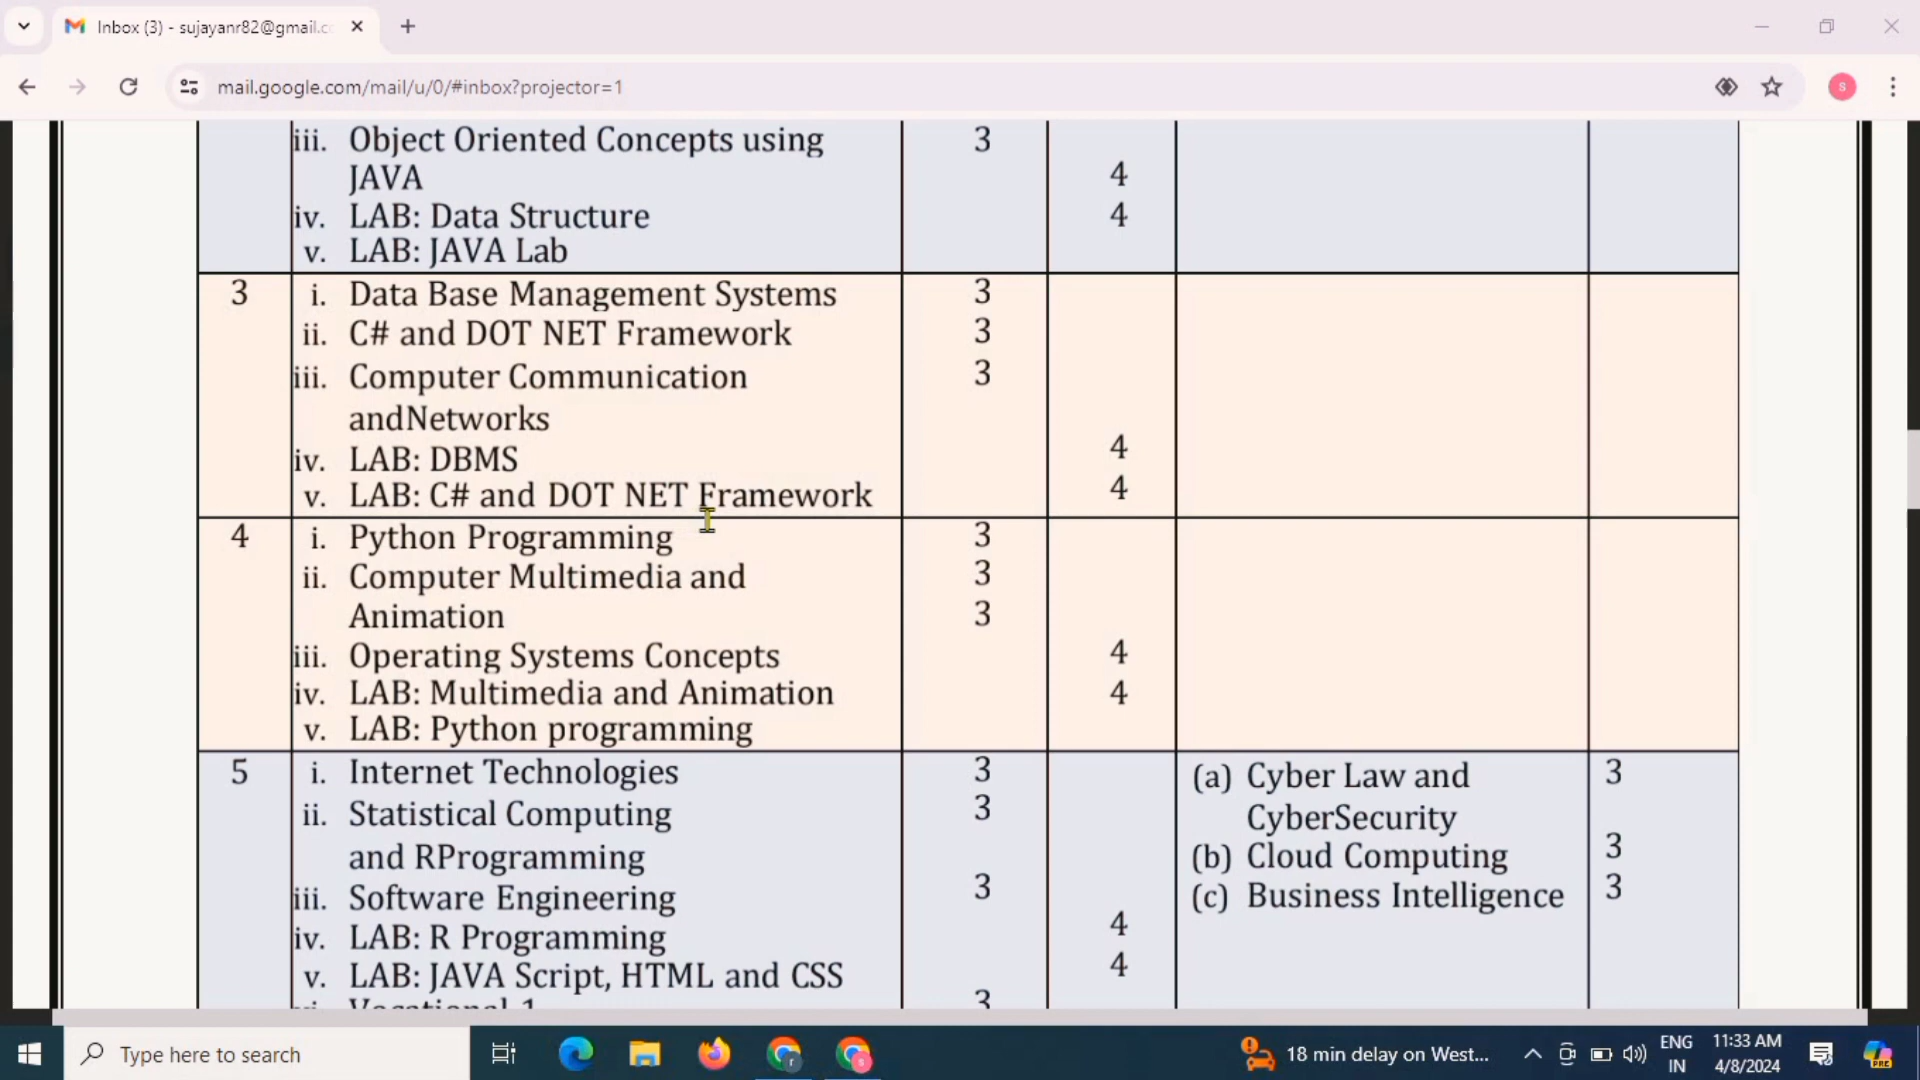 Inbox (3) - sujayanr82@gmail.c
mail.google.com/mail/u/0/#inbox?projector=1
s
iii. Object Oriented Concepts using 3
JAVA 4
iv. LAB: Data Structure 4
v. LAB: JAVA Lab
3 i. Data Base Management Systems 3
ii. C# and DOT NET Framework 3
iii. Computer Communication 3
andNetworks
iv. LAB: DBMS 4
v. LAB: C# and DOT NET Framework 4
4 i. Python Programming 3
ii. Computer Multimedia and 3
Animation 3
iii. Operating Systems Concepts 4
iv. LAB: Multimedia and Animation 4
v. LAB: Python programming
5 i. Internet Technologies 3 (a) Cyber Law and 3
ii. Statistical Computing 3 CyberSecurity
and RProgramming (b) Cloud Computing 3
iii. Software Engineering 3 (c) Business Intelligence 3
iv. LAB: R Programming 4
v. LAB: JAVA Script, HTML and CSS 4
vi. Vocational-1 3
Type here to search
18 min delay on West...
ENG
IN
11:33 AM
4/8/2024
PRE